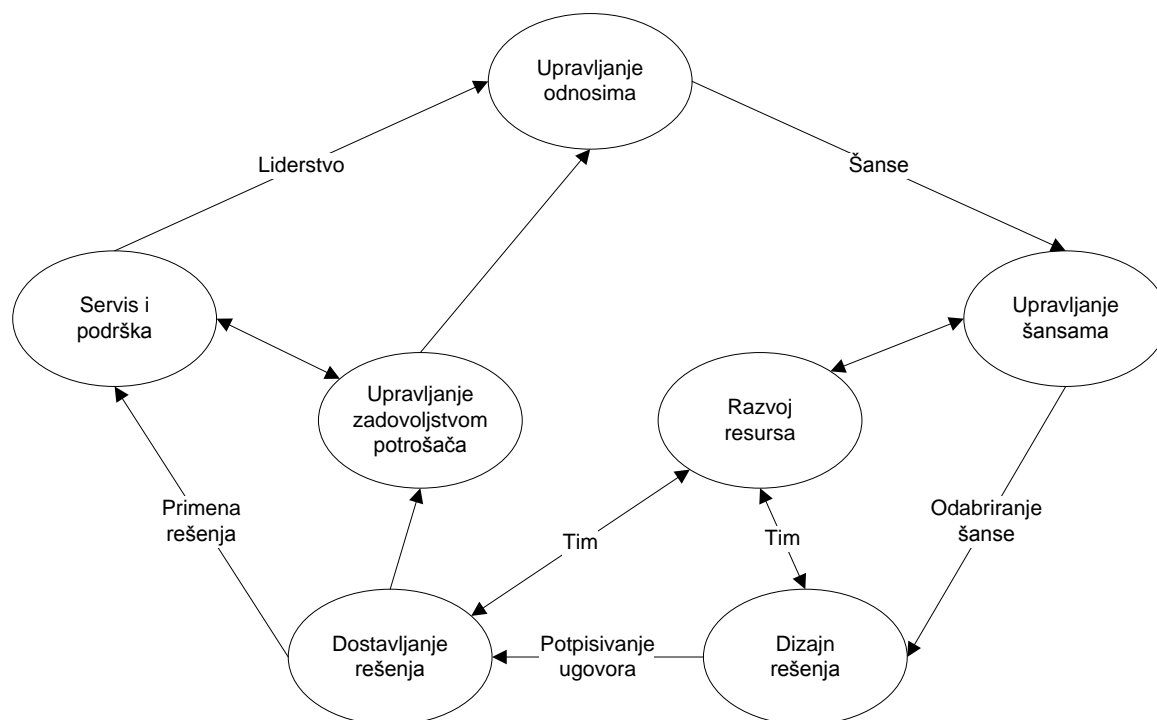 Upravljanje
odnosima
Liderstvo
Šanse
Servis i
podrška
Upravljanje
šansama
Upravljanje
zadovoljstvom
potrošača
Razvoj
resursa
Primena
rešenja
Tim
Tim
Odabriranje
šanse
Dostavljanje
rešenja
Potpisivanje
ugovora
Dizajn
rešenja